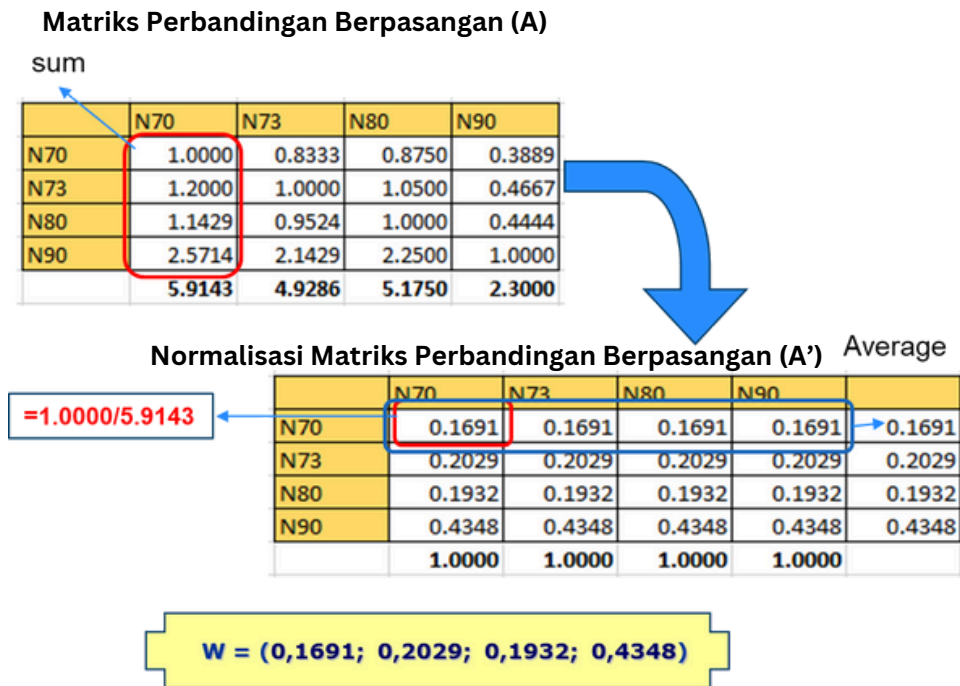 Matriks Perbandingan Berpasangan (A)
sum
N70 N73 N80 N90
N70 1.0000 0.8333 0.8750 0.3889
N73 1.2000 1.0000 1.0500 0.4667
N80 1.1429 0.9524 1.0000 0.4444
N90 2.5714 2.1429 2.2500 1.0000
5.9143 4.9286 5.1750 2.3000
Normalisasi Matriks Perbandingan Berpasangan (A’) Average
=1.0000/5.9143
N70 N73 N80 N90
N70 0.1691 0.1691 0.1691 0.1691 0.1691
N73 0.2029 0.2029 0.2029 0.2029 0.2029
N80 0.1932 0.1932 0.1932 0.1932 0.1932
N90 0.4348 0.4348 0.4348 0.4348 0.4348
1.0000 1.0000 1.0000 1.0000
W = (0,1691; 0,2029; 0,1932; 0,4348)